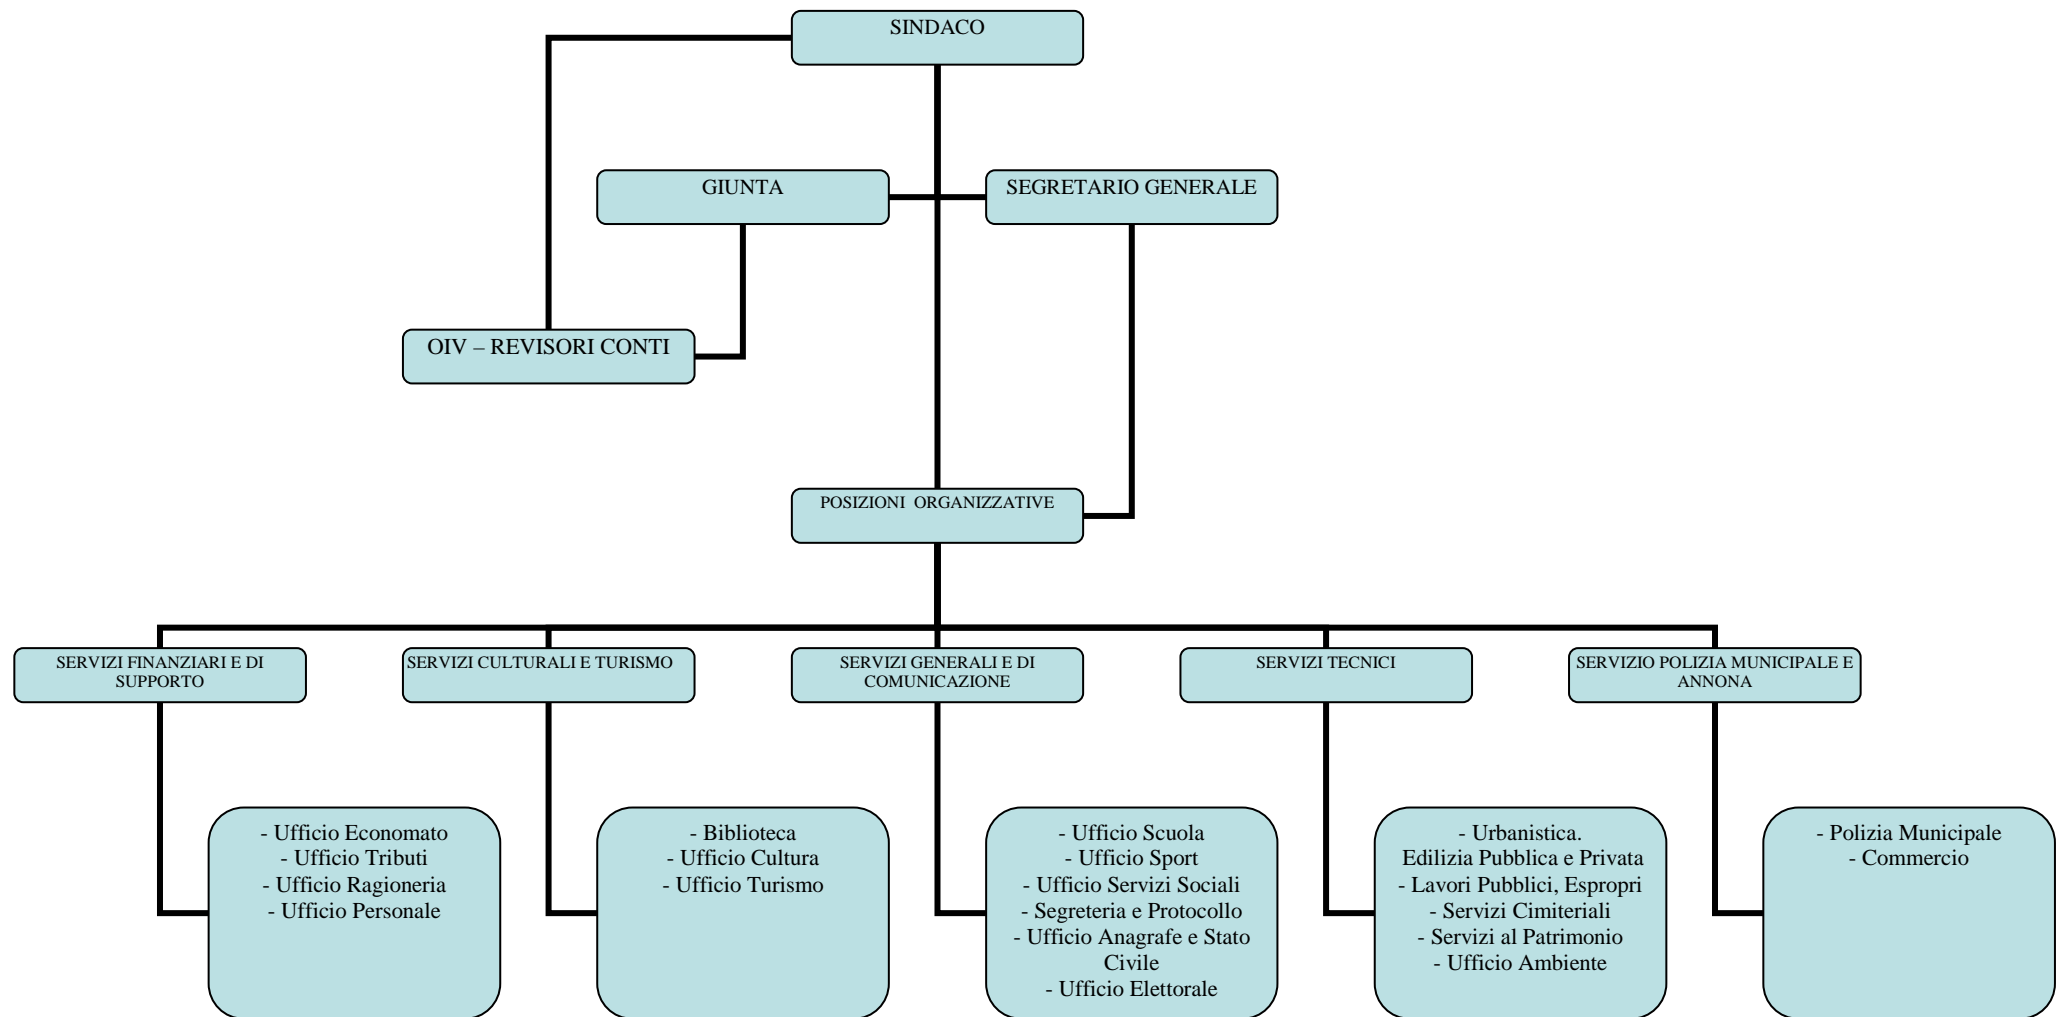 SINDACO
GIUNTA
SEGRETARIO GENERALE
OIV – REVISORI CONTI
POSIZIONI ORGANIZZATIVE
SERVIZI FINANZIARI E DI
SUPPORTO
SERVIZI CULTURALI E TURISMO
SERVIZI GENERALI E DI
COMUNICAZIONE
SERVIZI TECNICI
SERVIZIO POLIZIA MUNICIPALE E
ANNONA
- Ufficio Economato
- Ufficio Tributi
- Ufficio Ragioneria
- Ufficio Personale
- Biblioteca
- Ufficio Cultura
- Ufficio Turismo
- Ufficio Scuola
- Ufficio Sport
- Ufficio Servizi Sociali
- Segreteria e Protocollo
- Ufficio Anagrafe e Stato
Civile
- Ufficio Elettorale
- Urbanistica.
Edilizia Pubblica e Privata
- Lavori Pubblici, Espropri
- Servizi Cimiteriali
- Servizi al Patrimonio
- Ufficio Ambiente
- Polizia Municipale
- Commercio